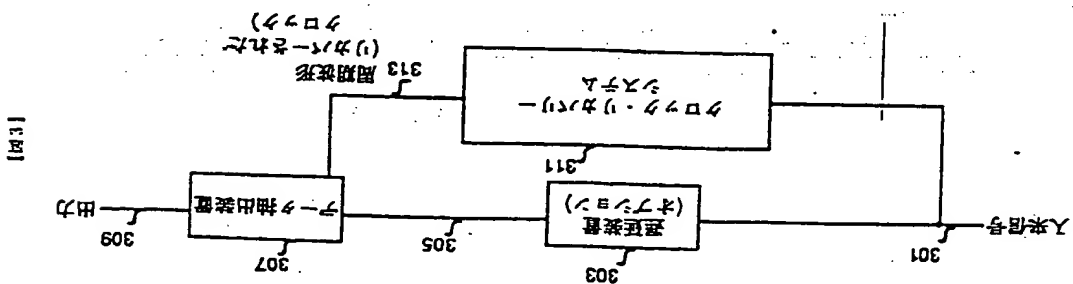 【図3】
301
入来信号
303
遅延装置
(オプション)
305
307
データ抽出装置
309
出力
311
クロック・リカバリー
システム
313
周期波形
(リカバーされた
クロック)